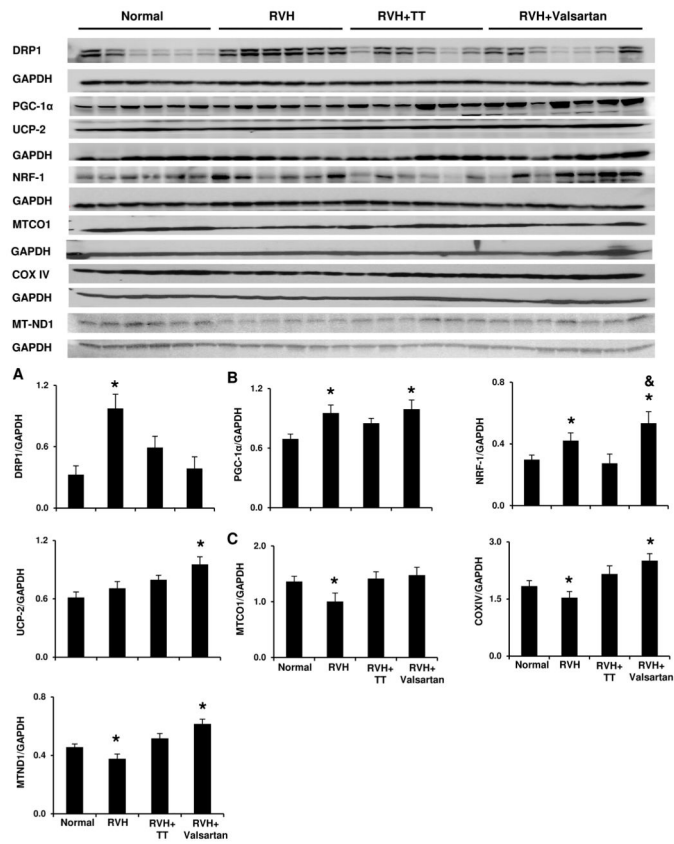 Normal RVH RVH+TT RVH+Valsartan
DRP1
GAPDH
PGC-1α
UCP-2
GAPDH
NRF-1
GAPDH
MTCO1
GAPDH
COX IV
GAPDH
MT-ND1
GAPDH
A
DRP1/GAPDH
1.2
0.6
0.0
*
B
PGC-1α/GAPDH
1.2
0.6
0.0
* *
NRF-1/GAPDH
0.8
0.4
0.0
* & *
UCP-2/GAPDH
1.2
0.6
0.0
*
C
MTCO1/GAPDH
2.0
1.0
0.0
*
Normal RVH RVH+ RVH+
TT Valsartan
COXIV/GAPDH
3.0
1.5
0.0
* *
Normal RVH RVH+ RVH+
TT Valsartan
MTND1/GAPDH
0.8
0.4
0.0
* *
Normal RVH RVH+ RVH+
TT Valsartan